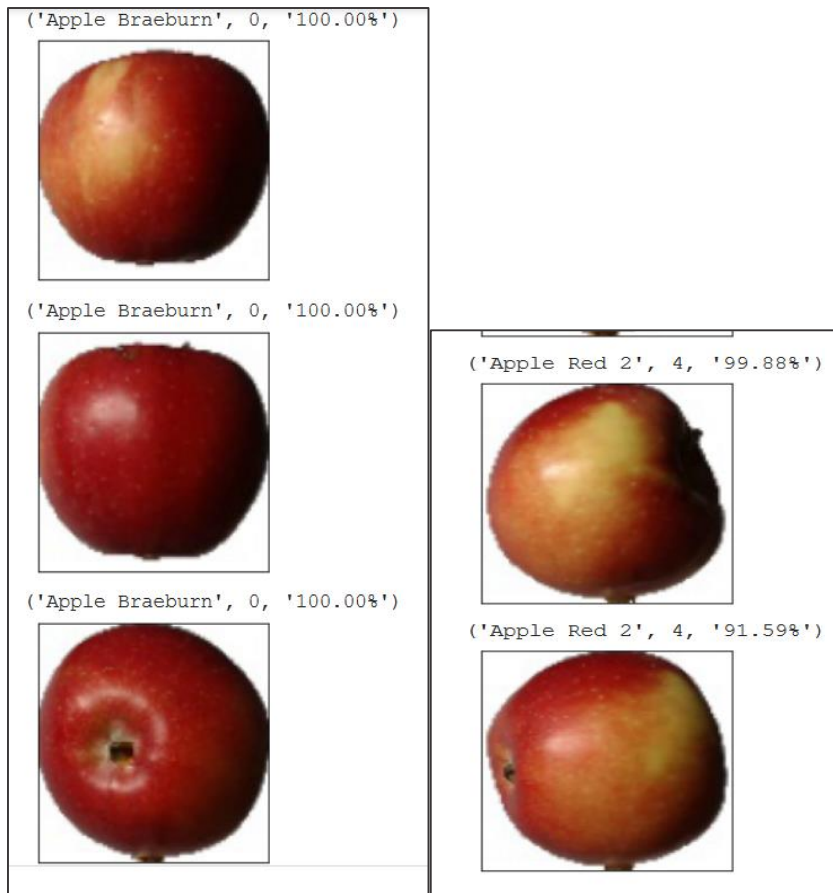 ('Apple Braeburn', 0, '100.00%')
('Apple Braeburn', 0, '100.00%')
('Apple Braeburn', 0, '100.00%')
('Apple Red 2', 4, '99.88%')
('Apple Red 2', 4, '91.59%')